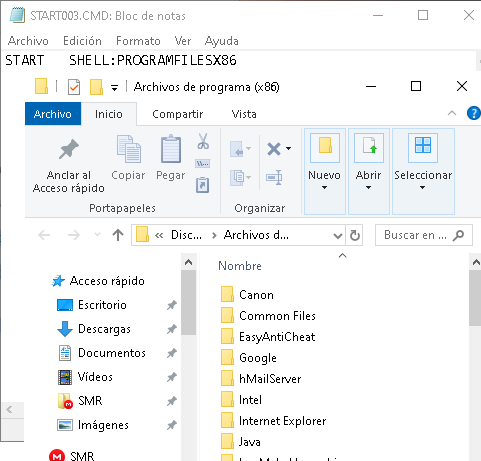 START003.CMD: Bloc de notas
Archivo Edición Formato Ver Ayuda
START SHELL:PROGRAMFILESX86
Archivos de programa (x86)
Archivo Inicio Compartir Vista
Anclar al
Acceso rápido
Copiar
Pegar
Nuevo
Abrir
Seleccionar
Portapapeles
Organizar
« Disc... > Archivos d...
Buscar en ...
Acceso rápido
Escritorio
Descargas
Documentos
Vídeos
SMR
Imágenes
SMR
Nombre
Canon
Common Files
EasyAntiCheat
Google
hMailServer
Intel
Internet Explorer
Java